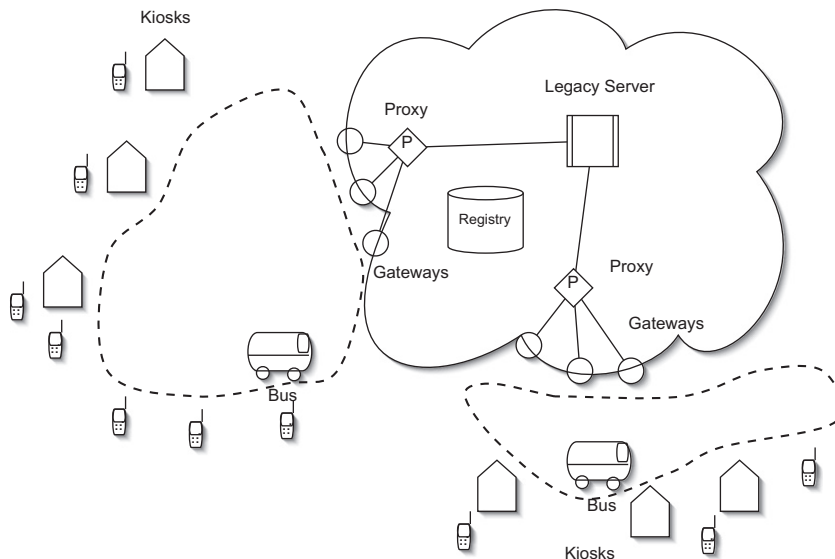 Kiosks
Legacy Server
Proxy
P
Registry
Gateways
Proxy
P
Gateways
Bus
Bus
Kiosks